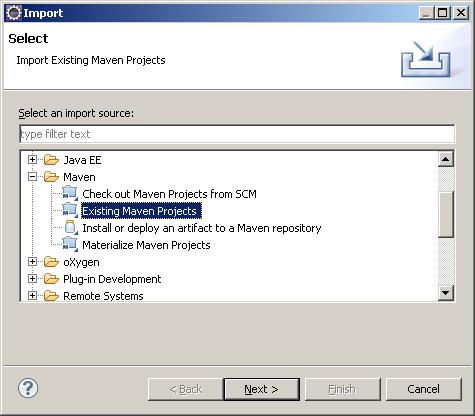 Import
Select
Import Existing Maven Projects
Select an import source:
type filter text
Java EE
Maven
Check out Maven Projects from SCM
Existing Maven Projects
Install or deploy an artifact to a Maven repository
Materialize Maven Projects
oXygen
Plug-in Development
Remote Systems
? < Back Next > Finish Cancel